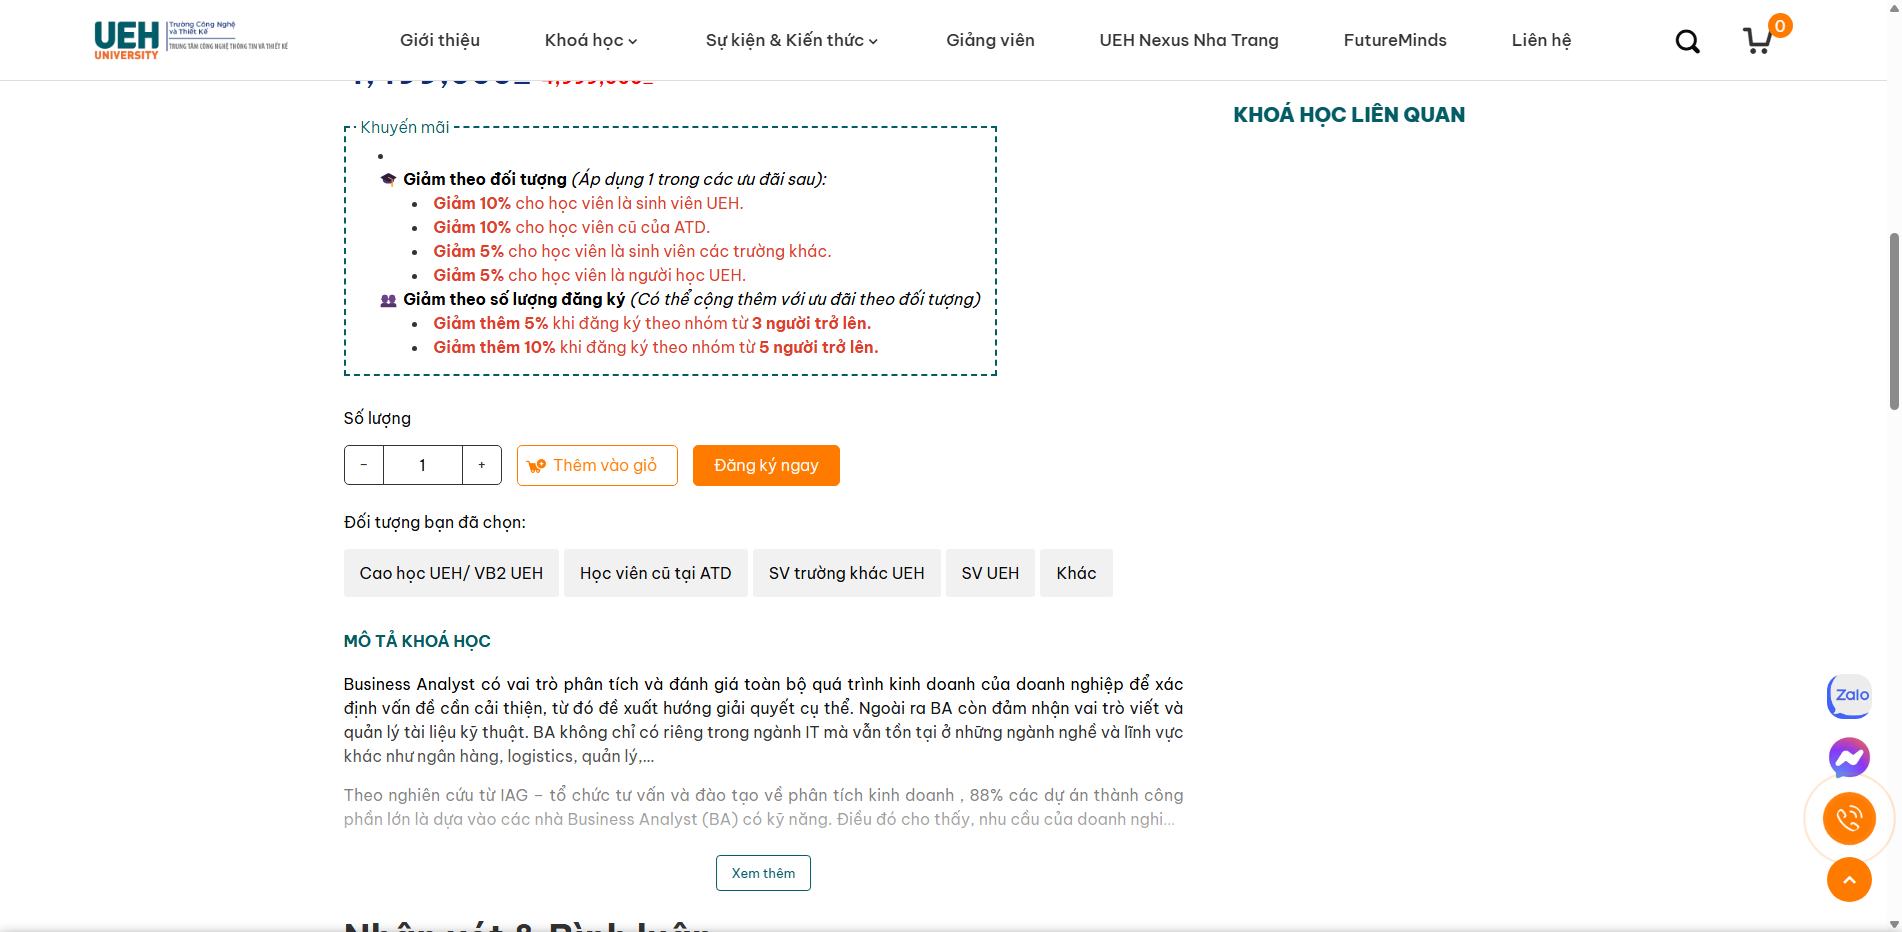 UEH
UNIVERSITY
Trường Công Nghệ
và Thiết Kế
TRUNG TÂM CÔNG NGHỆ THÔNG TIN VÀ THIẾT KẾ
Giới thiệu
Khoá học
Sự kiện & Kiến thức
Giảng viên
UEH Nexus Nha Trang
FutureMinds
Liên hệ
0
KHOÁ HỌC LIÊN QUAN
Khuyến mãi
Giảm theo đối tượng (Áp dụng 1 trong các ưu đãi sau):
Giảm 10% cho học viên là sinh viên UEH.
Giảm 10% cho học viên cũ của ATD.
Giảm 5% cho học viên là sinh viên các trường khác.
Giảm 5% cho học viên là người học UEH.
Giảm theo số lượng đăng ký (Có thể cộng thêm với ưu đãi theo đối tượng)
Giảm thêm 5% khi đăng ký theo nhóm từ 3 người trở lên.
Giảm thêm 10% khi đăng ký theo nhóm từ 5 người trở lên.
Số lượng
- 1 +
Thêm vào giỏ
Đăng ký ngay
Đối tượng bạn đã chọn:
Cao học UEH/ VB2 UEH
Học viên cũ tại ATD
SV trường khác UEH
SV UEH
Khác
MÔ TẢ KHOÁ HỌC
Business Analyst có vai trò phân tích và đánh giá toàn bộ quá trình kinh doanh của doanh nghiệp để xác
định vấn đề cần cải thiện, từ đó đề xuất hướng giải quyết cụ thể. Ngoài ra BA còn đảm nhận vai trò viết và
quản lý tài liệu kỹ thuật. BA không chỉ có riêng trong ngành IT mà vẫn tồn tại ở những ngành nghề và lĩnh vực
khác như ngân hàng, logistics, quản lý,...
Theo nghiên cứu từ IAG – tổ chức tư vấn và đào tạo về phân tích kinh doanh , 88% các dự án thành công
phần lớn là dựa vào các nhà Business Analyst (BA) có kỹ năng. Điều đó cho thấy, nhu cầu của doanh nghi...
Xem thêm
Nhận xét & Bình luận
Zalo